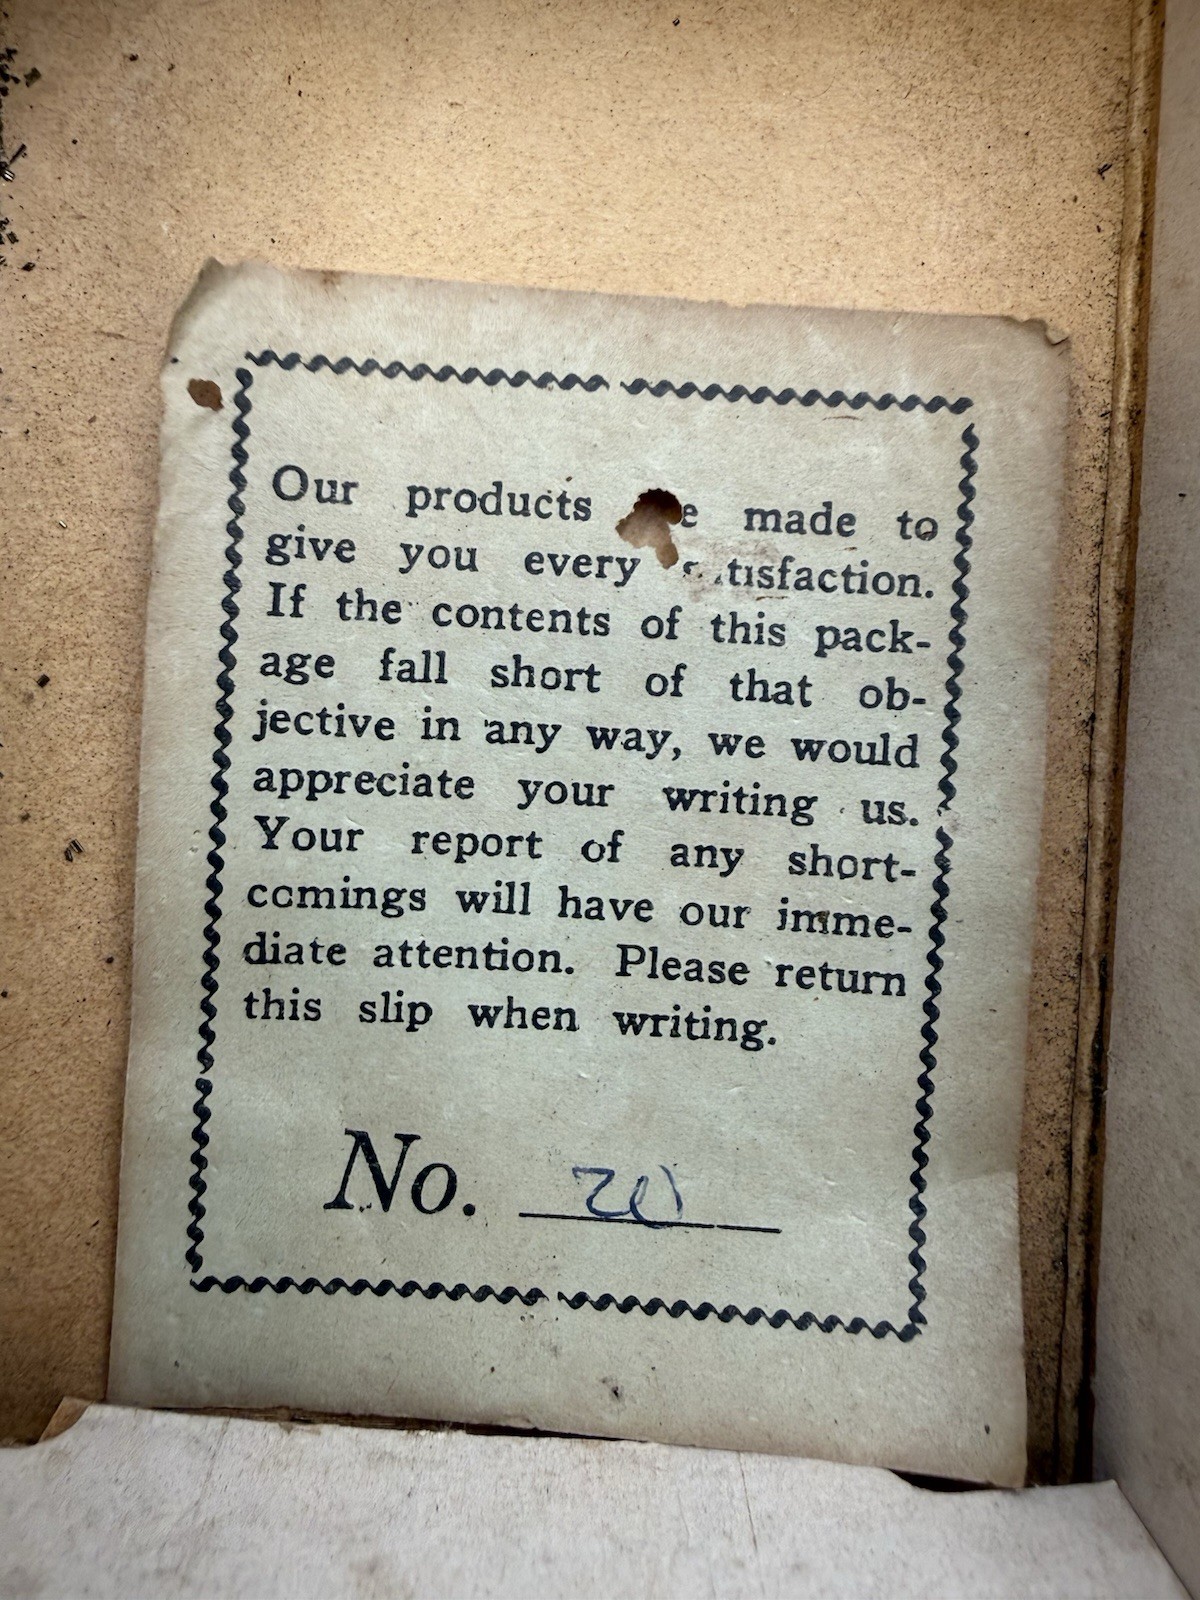 Our products made to
give you every
If the contents of this pack-
age fall short of that ob-
jective in any way, we would
appreciate your writing us.
Your report of any short-
comings will have our imme-
diate attention. Please return
this slip when writing.
No.